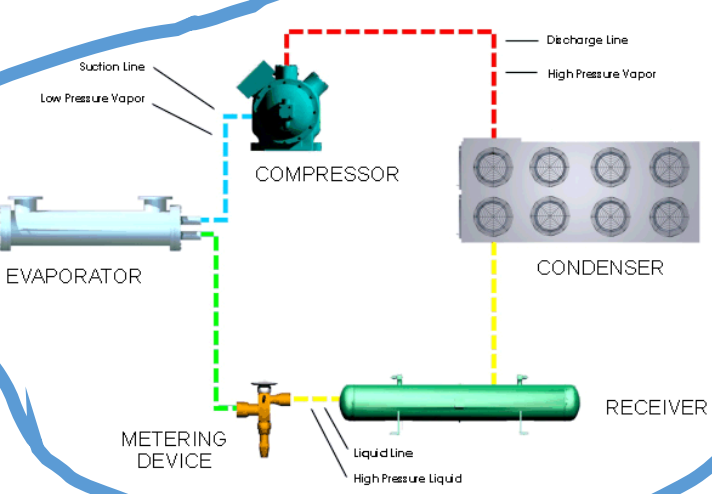 Discharge Line
Suction Line
High Pressure Vapor
Low Pressure Vapor
COMPRESSOR
CONDENSER
EVAPORATOR
RECEIVER
METERING
DEVICE
Liquid Line
High Pressure Liquid